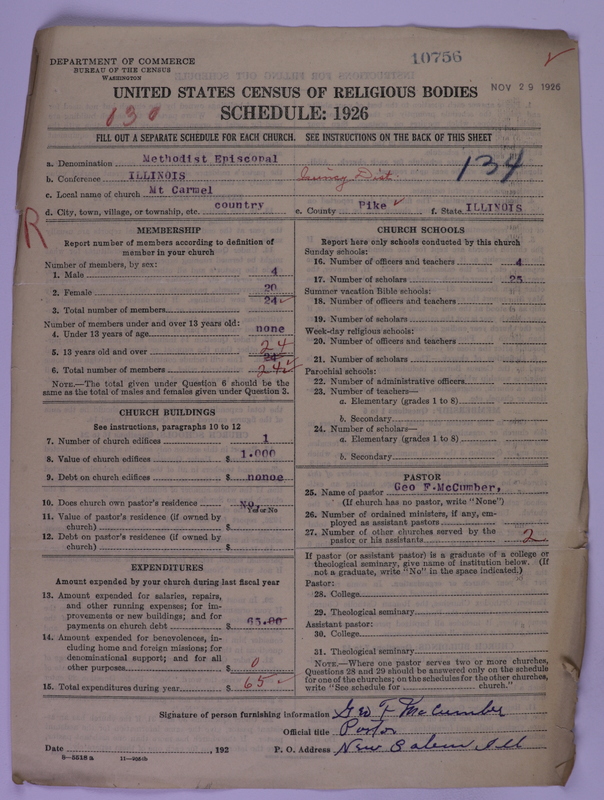 DEPARTMENT OF COMMERCE
BUREAU OF THE CENSUS
WASHINGTON
10756
UNITED STATES CENSUS OF RELIGIOUS BODIES
NOV 29 1926
030
SCHEDULE: 1926
FILL OUT A SEPARATE SCHEDULE FOR EACH CHURCH. SEE INSTRUCTIONS ON THE BACK OF THIS SHEET
a. Denomination Methodist Episcopal
134
b. Conference ILLINOIS Quincy Dist.
c. Local name of church Mt Carmel
d. City, town, village, or township, etc. country e. County Pike f. State ILLINOIS
R
MEMBERSHIP
Report number of members according to definition of
member in your church
Number of members, by sex:
1. Male 4
2. Female 20
3. Total number of members 24
Number of members under and over 13 years old:
4. Under 13 years of age none
5. 13 years old and over 24
24
6. Total number of members 24
NOTE.—The total given under Question 6 should be the
same as the total of males and females given under Question 3.
CHURCH BUILDINGS
See instructions, paragraphs 10 to 12
7. Number of church edifices 1
8. Value of church edifices $ 1.000
9. Debt on church edifices $ nonoe
10. Does church own pastor's residence No.
Yes or No
11. Value of pastor's residence (if owned by
church) $
12. Debt on pastor's residence (if owned by
church) $
EXPENDITURES
Amount expended by your church during last fiscal year
13. Amount expended for salaries, repairs,
and other running expenses; for im-
provements or new buildings; and for
payments on church debt $ 65.00
14. Amount expended for benevolences, in-
cluding home and foreign missions; for
denominational support; and for all
other purposes $ 0
15. Total expenditures during year $ 65
CHURCH SCHOOLS
Report here only schools conducted by this church
Sunday schools:
16. Number of officers and teachers 4
17. Number of scholars 25
Summer vacation Bible schools:
18. Number of officers and teachers
19. Number of scholars
Week-day religious schools:
20. Number of officers and teachers
21. Number of scholars
Parochial schools:
22. Number of administrative officers
23. Number of teachers—
a. Elementary (grades 1 to 8)
b. Secondary
24. Number of scholars—
a. Elementary (grades 1 to 8)
b. Secondary
PASTOR
25. Name of pastor Geo F.McCumber,
(If church has no pastor, write "None")
26. Number of ordained ministers, if any, em-
ployed as assistant pastors
27. Number of other churches served by the
pastor or his assistants 2
If pastor (or assistant pastor) is a graduate of a college or
theological seminary, give name of institution below. (If
not a graduate, write "No" in the space indicated.)
Pastor:
28. College
29. Theological seminary
Assistant pastor:
30. College
31. Theological seminary
NOTE.—Where one pastor serves two or more churches,
Questions 28 and 29 should be answered only on the schedule
for one of the churches; on the schedules for the other churches,
write "See schedule for church."
Signature of person furnishing information Geo F McCumber
Official title Pastor
Date , 192 P. O. Address New Salem Ill
8—5518 a